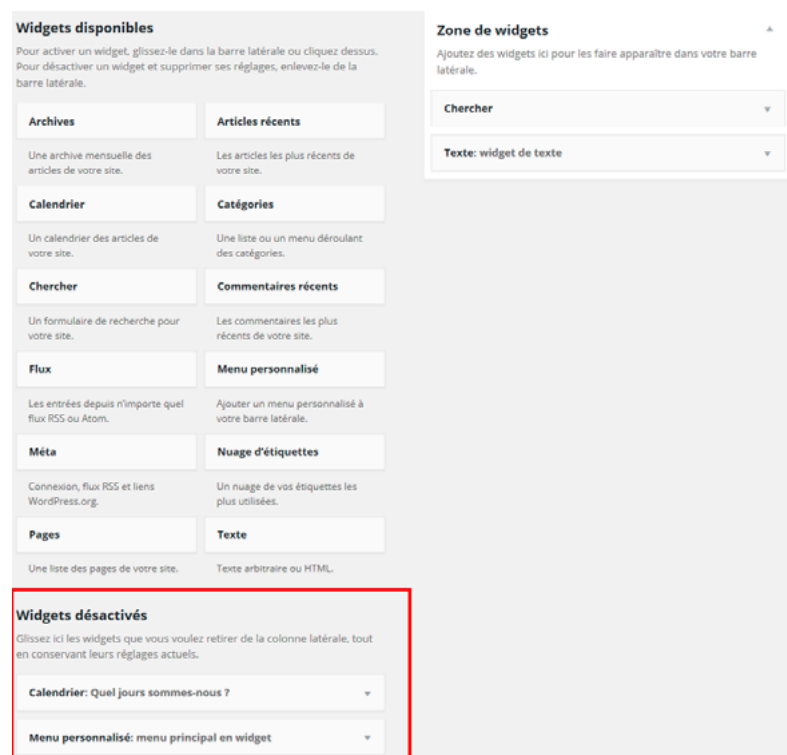 Widgets disponibles
Pour activer un widget, glissez-le dans la barre latérale ou cliquez dessus.
Pour désactiver un widget et supprimer ses réglages, enlevez-le de la
barre latérale.
Archives
Articles récents
Une archive mensuelle des
articles de votre site.
Les articles les plus récents de
votre site.
Calendrier
Catégories
Un calendrier des articles de
votre site.
Une liste ou un menu déroulant
des catégories.
Chercher
Commentaires récents
Un formulaire de recherche pour
votre site.
Les commentaires les plus
récents de votre site.
Flux
Menu personnalisé
Les entrées depuis n'importe quel
flux RSS ou Atom.
Ajouter un menu personnalisé à
votre barre latérale.
Méta
Nuage d'étiquettes
Connexion, flux RSS et liens
WordPress.org.
Un nuage de vos étiquettes les
plus utilisées.
Pages
Texte
Une liste des pages de votre site.
Texte arbitraire ou HTML.
Widgets désactivés
Glissez ici les widgets que vous voulez retirer de la colonne latérale, tout
en conservant leurs réglages actuels.
Calendrier: Quel jours sommes-nous ?
Menu personnalisé: menu principal en widget
Zone de widgets
Ajoutez des widgets ici pour les faire apparaître dans votre barre
latérale.
Chercher
Texte: widget de texte